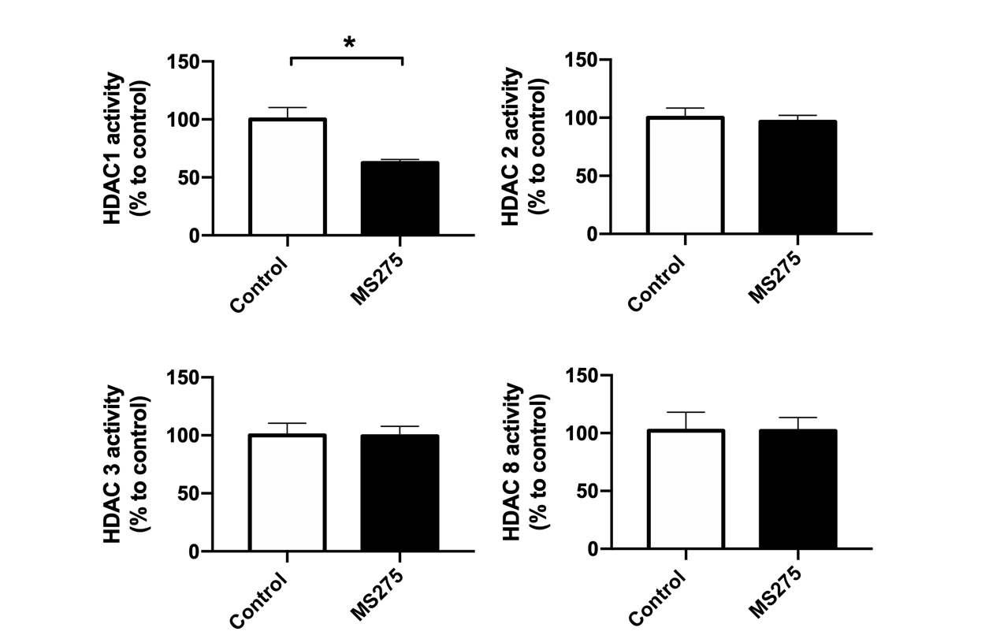 *
HDAC1 activity
(% to control)
150
100
50
0
Control
MS275
HDAC 2 activity
(% to control)
150
100
50
0
Control
MS275
HDAC 3 activity
(% to control)
150
100
50
0
Control
MS275
HDAC 8 activity
(% to control)
150
100
50
0
Control
MS275